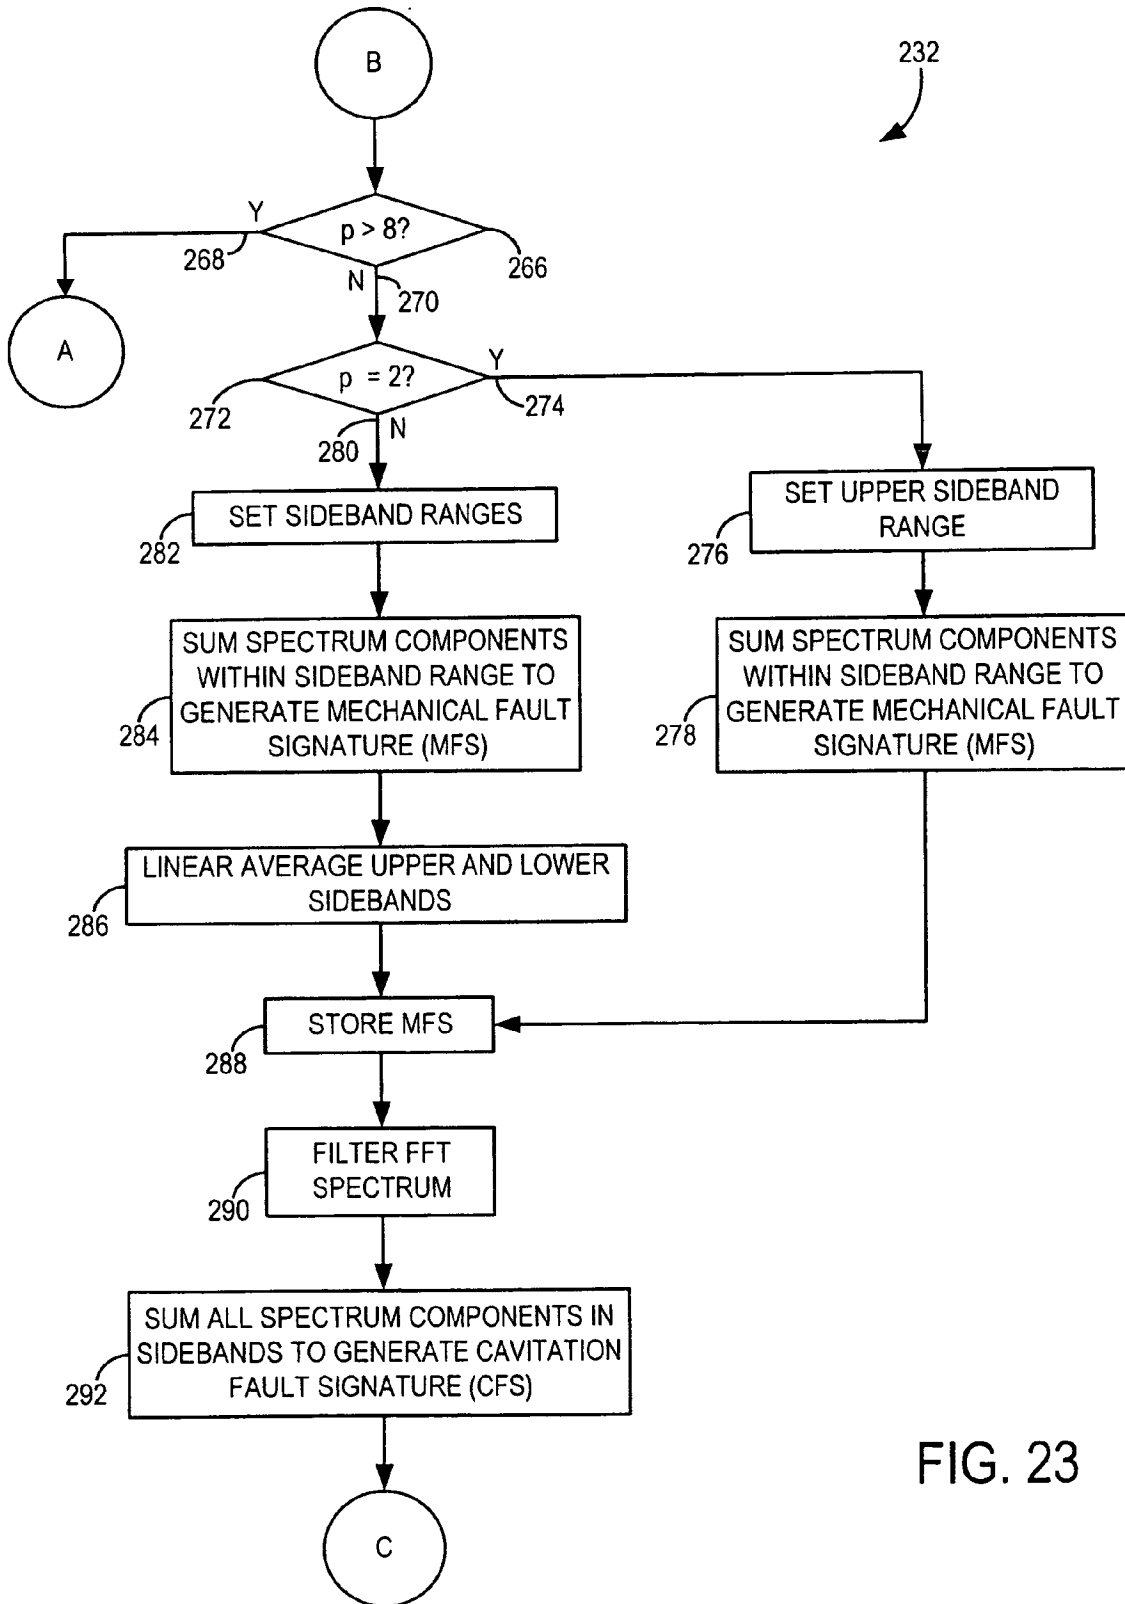 B
232
Y
p > 8?
268
266
N
270
A
Y
p = 2?
272
274
280
N
SET SIDEBAND RANGES
282
SET UPPER SIDEBAND
RANGE
276
SUM SPECTRUM COMPONENTS
WITHIN SIDEBAND RANGE TO
GENERATE MECHANICAL FAULT
SIGNATURE (MFS)
284
SUM SPECTRUM COMPONENTS
WITHIN SIDEBAND RANGE TO
GENERATE MECHANICAL FAULT
SIGNATURE (MFS)
278
LINEAR AVERAGE UPPER AND LOWER
SIDEBANDS
286
STORE MFS
288
FILTER FFT
SPECTRUM
290
SUM ALL SPECTRUM COMPONENTS IN
SIDEBANDS TO GENERATE CAVITATION
FAULT SIGNATURE (CFS)
292
C
FIG. 23